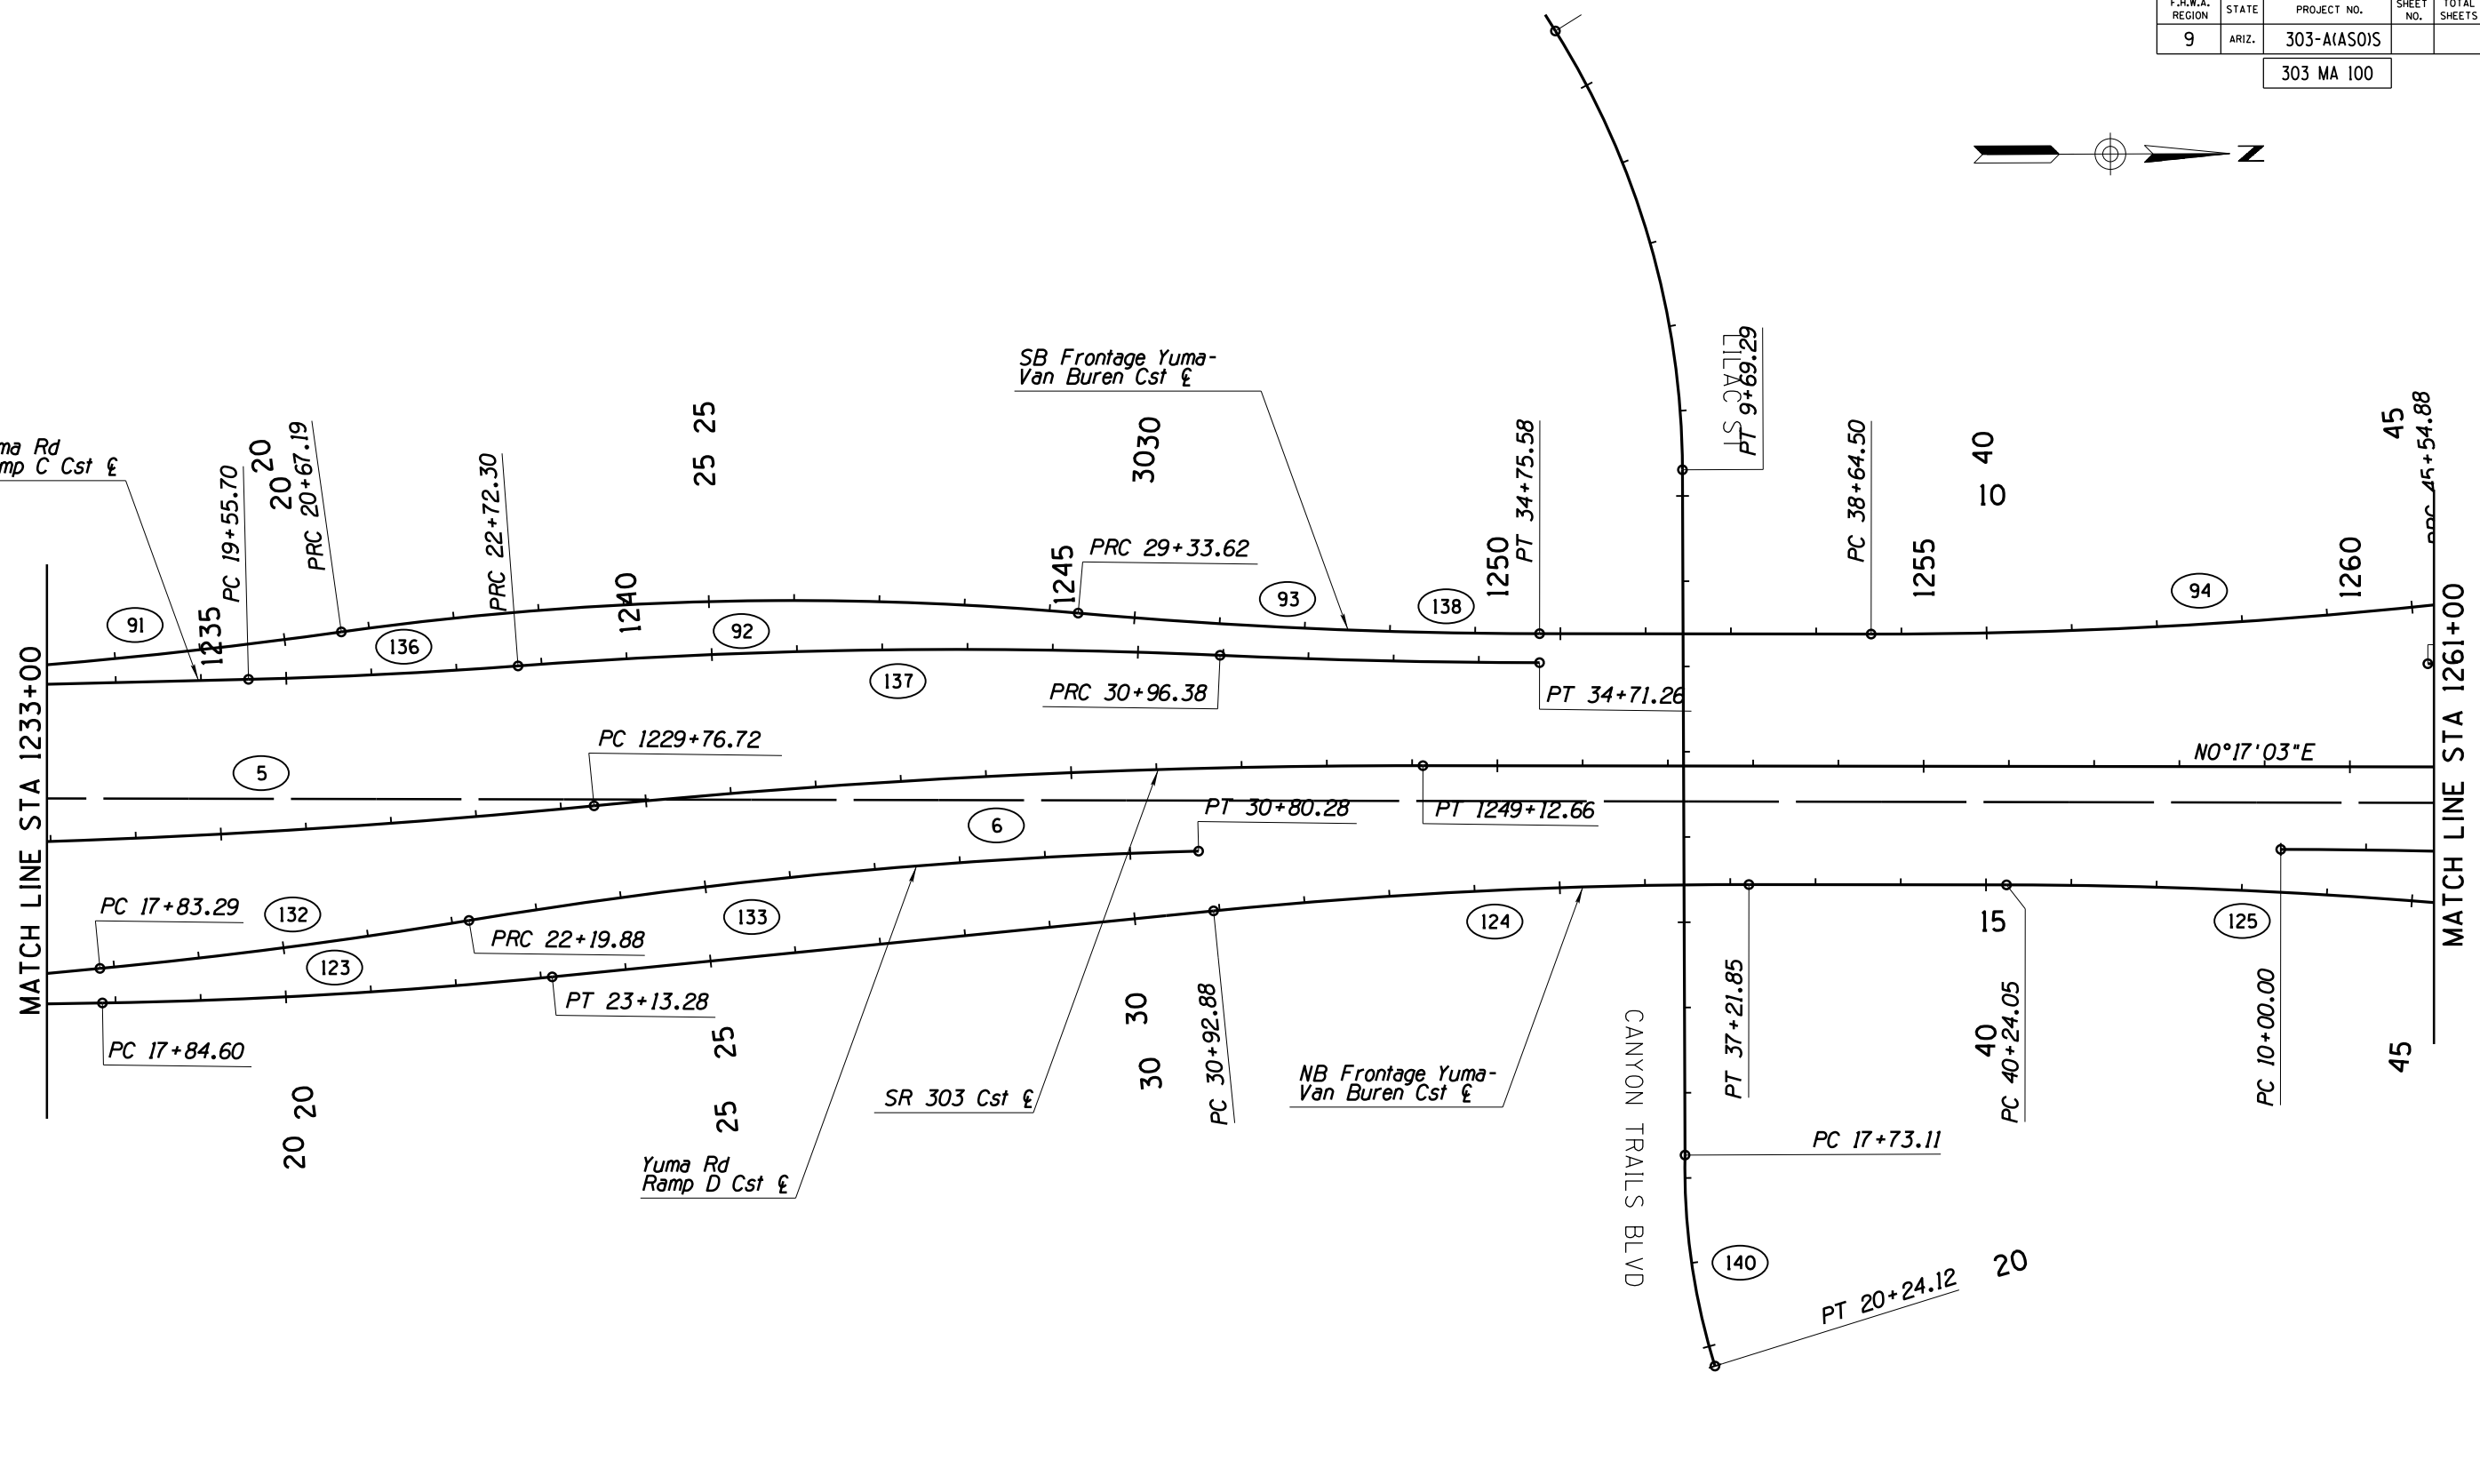 F.H.W.A. REGION
STATE
PROJECT NO.
SHEET NO.
TOTAL SHEETS
9
ARIZ.
303-A(ASO)S
303 MA 100
N
LILAC ST
PT 9+69.29
SB Frontage Yuma-
Van Buren Cst ℄
ma Rd
mp C Cst ℄
PC 19+55.70
20
20
PRC 20+67.19
PRC 22+72.30
25
25
3030
PRC 29+33.62
PT 34+75.58
PC 38+64.50
40
10
45
PRC 45+54.88
91
1235
136
1240
92
1245
93
138
1250
1255
94
1260
137
PRC 30+96.38
PT 34+71.26
MATCH LINE STA 1233+00
MATCH LINE STA 1261+00
5
PC 1229+76.72
N0°17'03"E
6
PT 30+80.28
PT 1249+12.66
PC 17+83.29
132
133
PRC 22+19.88
123
PT 23+13.28
124
15
125
PC 17+84.60
20
20
25
25
30
30
PC 30+92.88
SR 303 Cst ℄
NB Frontage Yuma-
Van Buren Cst ℄
Yuma Rd
Ramp D Cst ℄
CANYON TRAILS BLVD
PT 37+21.85
40
PC 40+24.05
PC 10+00.00
45
PC 17+73.11
140
20
PT 20+24.12